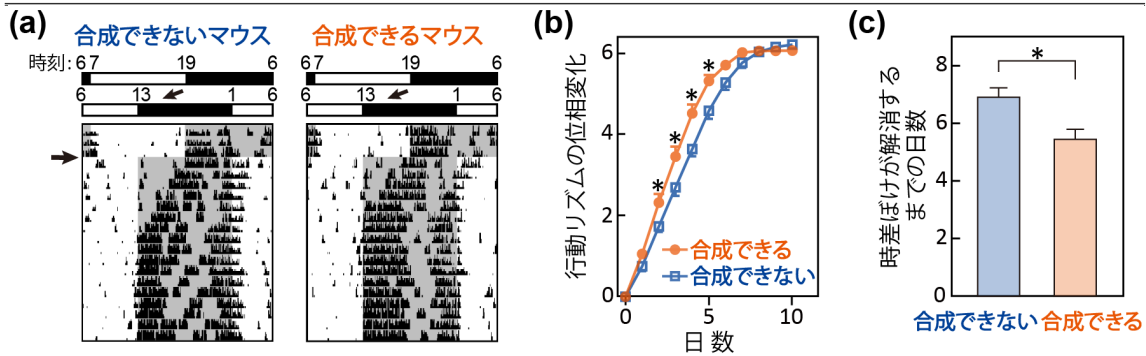 (a)
合成できないマウス
合成できるマウス
時刻:
6 7 19 6
6 13 1 6
6 7 19 6
6 13 1 6
(b)
行動リズムの位相変化
6
4
2
0
*
*
*
*
合成できる
合成できない
0 5 10
日 数
(c)
時差ぼけが解消する
までの日数
8
6
4
2
0
*
合成できない 合成できる